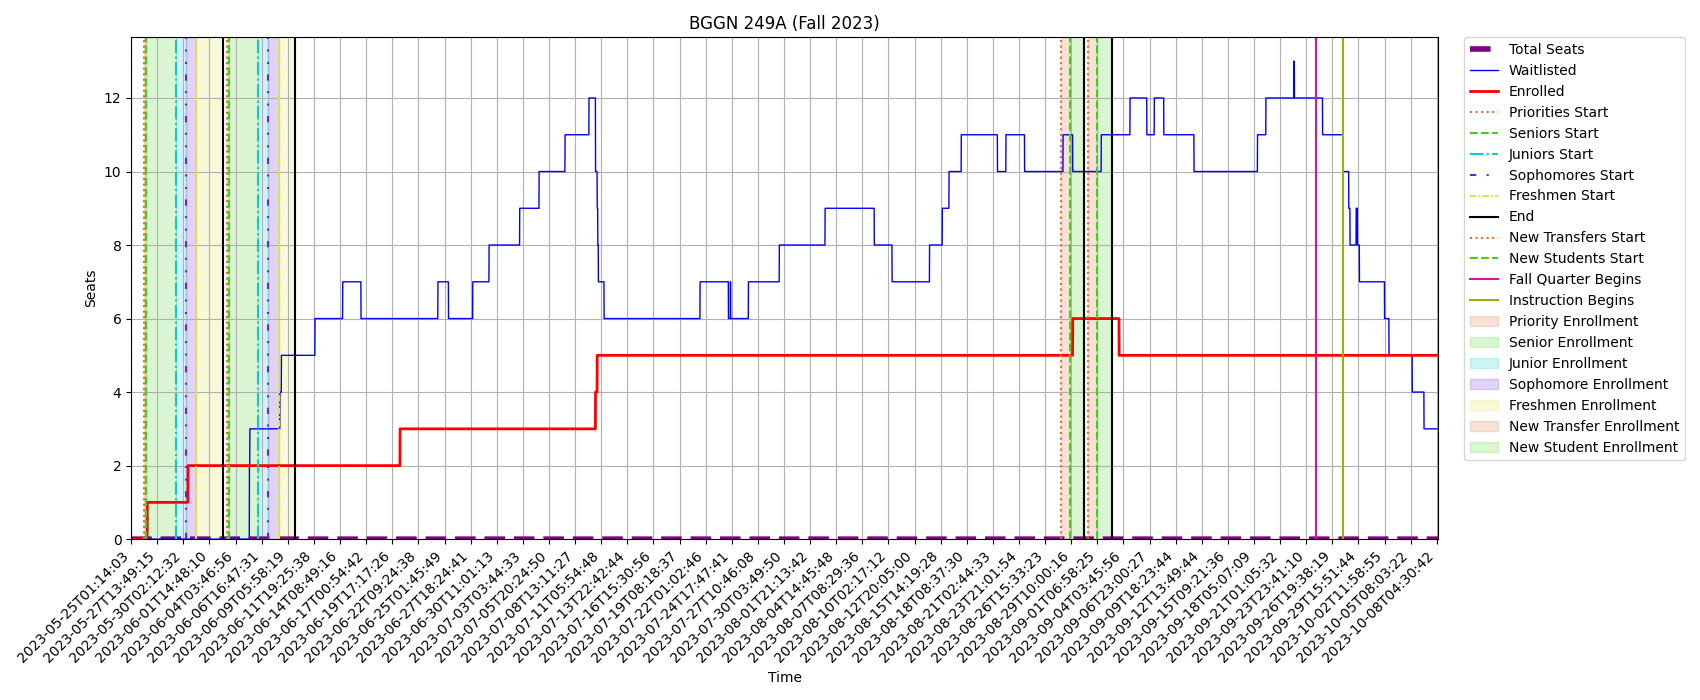 BGGN 249A (Fall 2023)
Seats
12
10
8
6
4
2
0
2023-05-25T01:14:03
2023-05-27T13:49:15
2023-05-30T02:12:32
2023-06-01T14:48:10
2023-06-04T03:46:56
2023-06-06T16:47:31
2023-06-09T05:58:19
2023-06-11T19:25:38
2023-06-14T08:49:16
2023-06-17T00:54:42
2023-06-19T17:17:26
2023-06-22T09:24:38
2023-06-25T01:45:49
2023-06-27T18:24:41
2023-06-30T11:01:13
2023-07-03T03:44:33
2023-07-05T20:24:50
2023-07-08T13:11:27
2023-07-11T05:54:48
2023-07-13T22:42:44
2023-07-16T15:30:56
2023-07-19T08:18:37
2023-07-22T01:02:46
2023-07-24T17:47:41
2023-07-27T10:46:08
2023-07-30T03:49:50
2023-08-01T21:13:42
2023-08-04T14:45:48
2023-08-07T08:29:36
2023-08-10T02:17:12
2023-08-12T20:05:00
2023-08-15T14:19:28
2023-08-18T08:37:30
2023-08-21T02:44:33
2023-08-23T21:01:54
2023-08-26T15:33:23
2023-08-29T10:00:16
2023-09-01T06:58:25
2023-09-04T03:45:56
2023-09-06T23:00:27
2023-09-09T18:23:44
2023-09-12T13:49:44
2023-09-15T09:21:36
2023-09-18T05:07:09
2023-09-21T01:05:32
2023-09-23T23:41:10
2023-09-26T19:38:19
2023-09-29T15:51:44
2023-10-02T11:58:55
2023-10-05T08:03:22
2023-10-08T04:30:42
Time
Total Seats
Waitlisted
Enrolled
Priorities Start
Seniors Start
Juniors Start
Sophomores Start
Freshmen Start
End
New Transfers Start
New Students Start
Fall Quarter Begins
Instruction Begins
Priority Enrollment
Senior Enrollment
Junior Enrollment
Sophomore Enrollment
Freshmen Enrollment
New Transfer Enrollment
New Student Enrollment